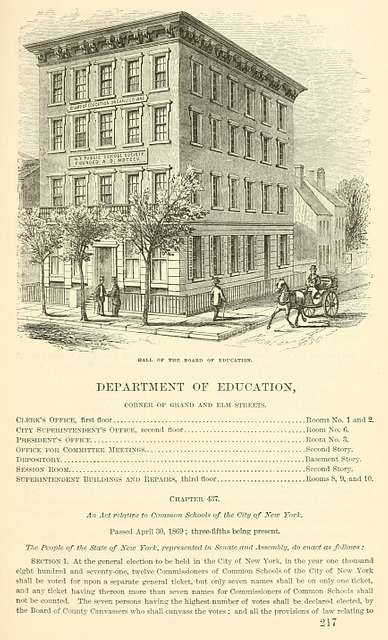 BOARD OF EDUCATION ORGANIZED 1842
N.Y. PUBLIC SCHOOL SOCIETY
FOUNDED A.D. MDCCCV.
HALL OF THE BOARD OF EDUCATION.
DEPARTMENT OF EDUCATION,
CORNER OF GRAND AND ELM STREETS.
CLERK'S OFFICE, first floor Rooms No. 1 and 2.
CITY SUPERINTENDENT'S OFFICE, second floor Room No. 6.
PRESIDENT'S OFFICE Room No. 3.
OFFICE FOR COMMITTEE MEETINGS Second Story.
DEPOSITORY Basement Story.
SESSION ROOM Second Story.
SUPERINTENDENT BUILDINGS AND REPAIRS, third floor Rooms 8, 9, and 10.
CHAPTER 437.
An Act relative to Common Schools of the City of New York.
Passed April 30, 1869; three-fifths being present.
The People of the State of New York, represented in Senate and Assembly, do enact as follows:
SECTION 1. At the general election to be held in the City of New York, in the year one thousand
eight hundred and seventy-one, twelve Commissioners of Common Schools of the City of New York
shall be voted for upon a separate general ticket, but only seven names shall be on only one ticket,
and any ticket having thereon more than seven names for Commissioners of Common Schools shall
not be counted. The seven persons having the highest number of votes shall be declared elected, by
the Board of County Canvassers who shall canvass the votes; and all the provisions of law relating to
217